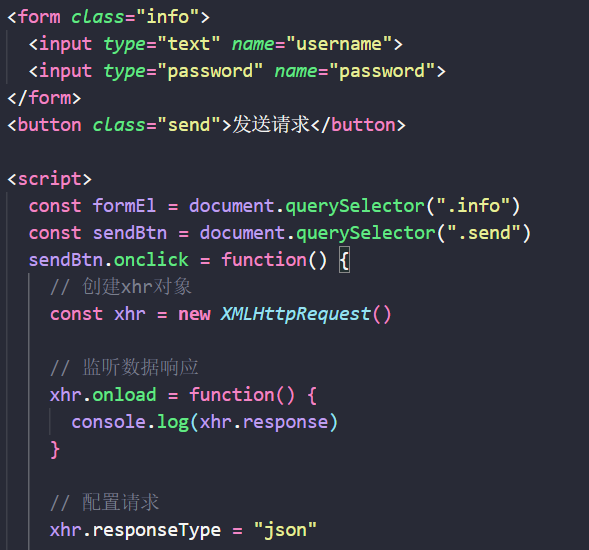 <form class="info">
  <input type="text" name="username">
  <input type="password" name="password">
</form>
<button class="send">发送请求</button>

<script>
  const formEl = document.querySelector(".info")
  const sendBtn = document.querySelector(".send")
  sendBtn.onclick = function() {
    // 创建xhr对象
    const xhr = new XMLHttpRequest()

    // 监听数据响应
    xhr.onload = function() {
      console.log(xhr.response)
    }

    // 配置请求
    xhr.responseType = "json"